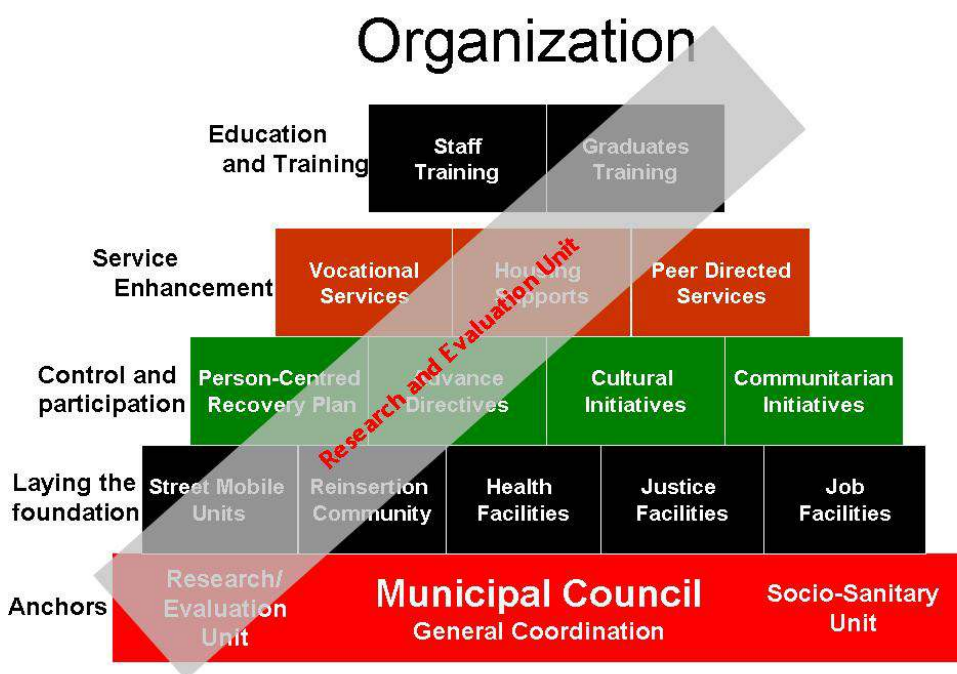 Organization
Education
and Training
Staff
Training
Graduates
Training
Service
Enhancement
Vocational
Services
Housing
Supports
Peer Directed
Services
Research and Evaluation Unit
Control and
participation
Person-Centred
Recovery Plan
Advance
Directives
Cultural
Initiatives
Communitarian
Initiatives
Laying the
foundation
Street Mobile
Units
Reinsertion
Community
Health
Facilities
Justice
Facilities
Job
Facilities
Anchors
Research/
Evaluation
Unit
Municipal Council
General Coordination
Socio-Sanitary
Unit